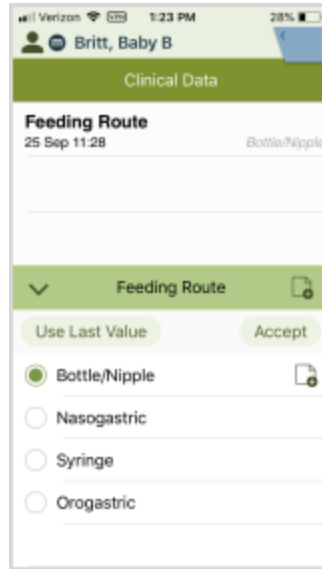 Verizon 1:23 PM 28%
Britt, Baby B
Clinical Data
Feeding Route
25 Sep 11:28 Bottle/Nipple
Feeding Route
Use Last Value Accept
Bottle/Nipple
Nasogastric
Syringe
Orogastric